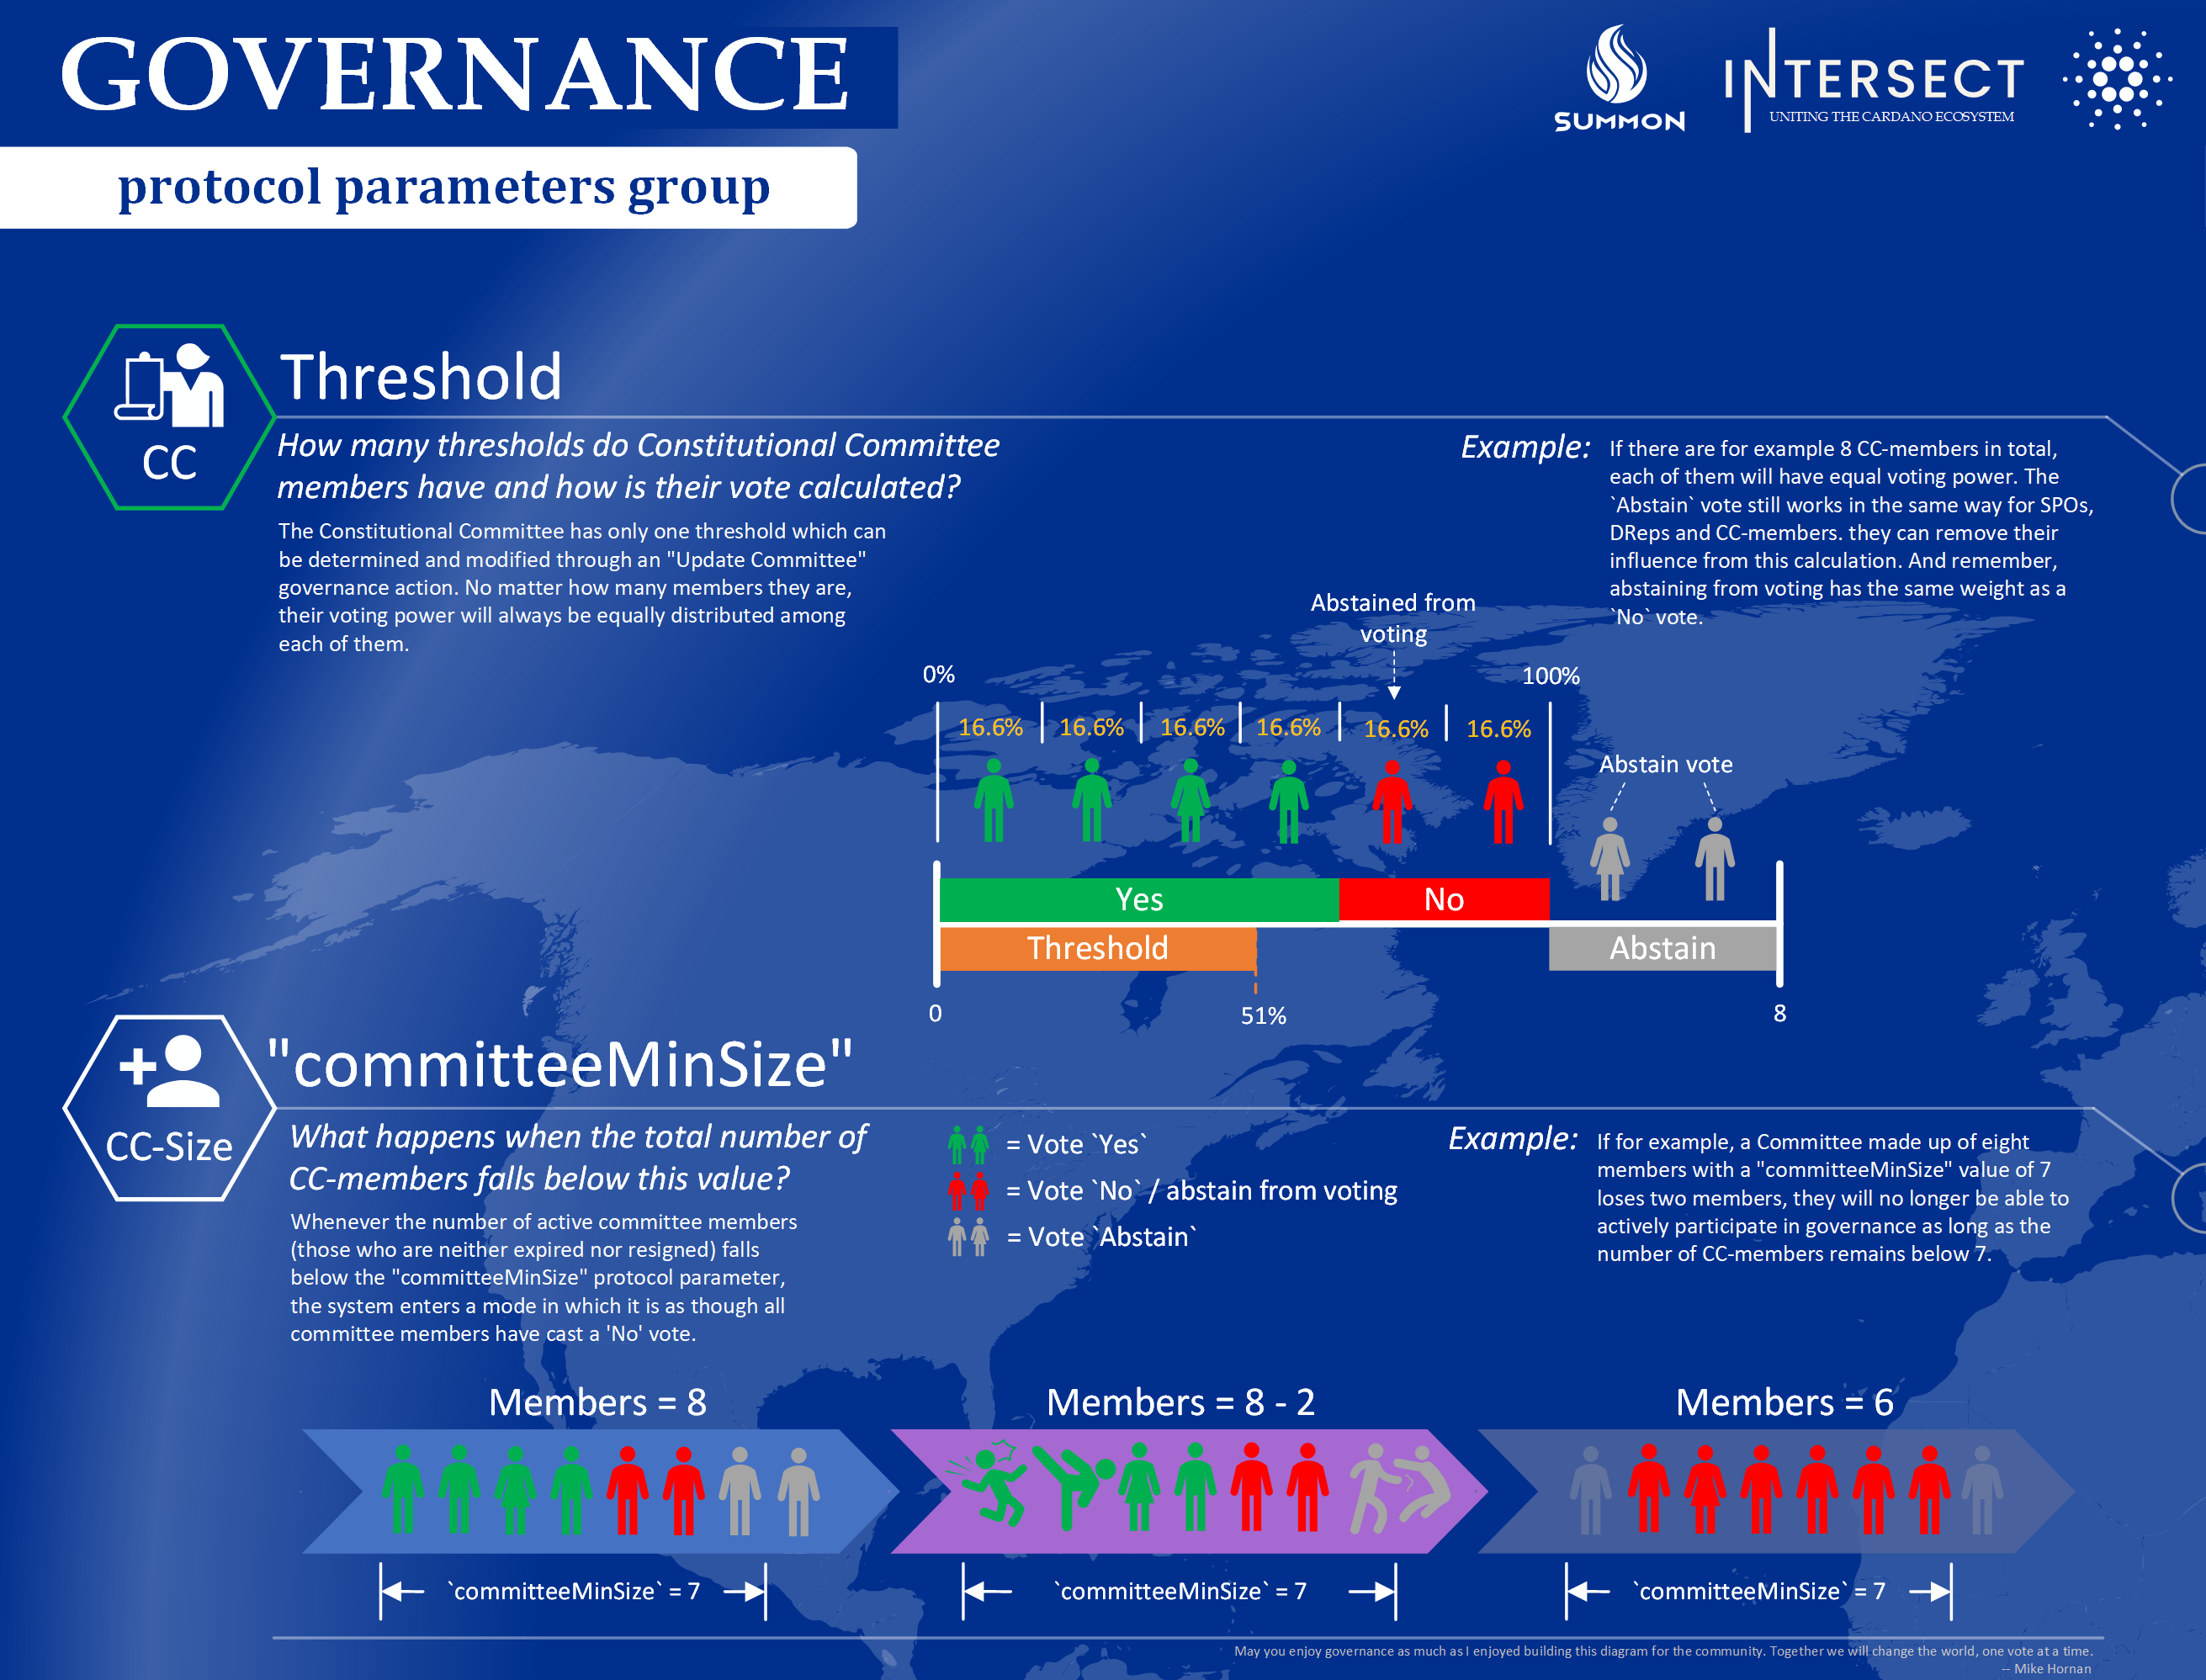 GOVERNANCE
protocol parameters group
SUMMON
INTERSECT
UNITING THE CARDANO ECOSYSTEM
CC
Threshold
How many thresholds do Constitutional Committee
members have and how is their vote calculated?
The Constitutional Committee has only one threshold which can
be determined and modified through an "Update Committee"
governance action. No matter how many members they are,
their voting power will always be equally distributed among
each of them.
Example:
If there are for example 8 CC-members in total,
each of them will have equal voting power. The
`Abstain` vote still works in the same way for SPOs,
DReps and CC-members. they can remove their
influence from this calculation. And remember,
abstaining from voting has the same weight as a
`No` vote.
Abstained from
voting
0%
100%
16.6% 16.6% 16.6% 16.6% 16.6% 16.6%
Abstain vote
Yes
No
Threshold
Abstain
0
51%
8
CC-Size
"committeeMinSize"
What happens when the total number of
CC-members falls below this value?
Whenever the number of active committee members
(those who are neither expired nor resigned) falls
below the "committeeMinSize" protocol parameter,
the system enters a mode in which it is as though all
committee members have cast a 'No' vote.
= Vote `Yes`
= Vote `No` / abstain from voting
= Vote `Abstain`
Example:
If for example, a Committee made up of eight
members with a "committeeMinSize" value of 7
loses two members, they will no longer be able to
actively participate in governance as long as the
number of CC-members remains below 7.
Members = 8
Members = 8 - 2
Members = 6
`committeeMinSize` = 7
`committeeMinSize` = 7
`committeeMinSize` = 7
May you enjoy governance as much as I enjoyed building this diagram for the community. Together we will change the world, one vote at a time.
-- Mike Hornan